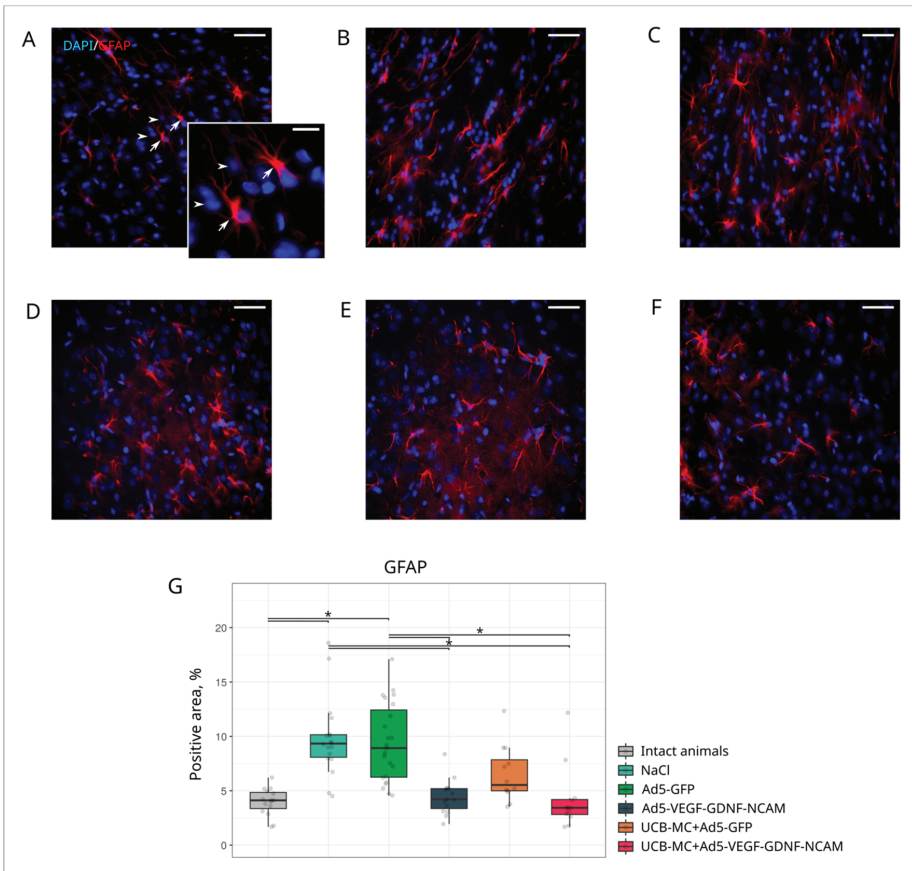 A
DAPI/GFAP
B
C
D
E
F
G
GFAP
Positive area, %
20
15
10
5
0
*
*
*
Intact animals
NaCl
Ad5-GFP
Ad5-VEGF-GDNF-NCAM
UCB-MC+Ad5-GFP
UCB-MC+Ad5-VEGF-GDNF-NCAM